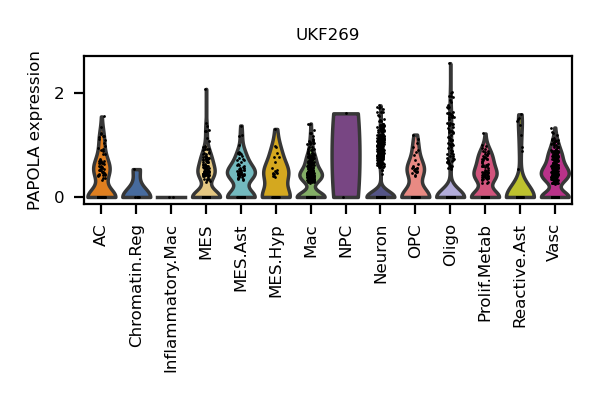 UKF269
PAPOLA expression
2
0
AC
Chromatin.Reg
Inflammatory.Mac
MES
MES.Ast
MES.Hyp
Mac
NPC
Neuron
OPC
Oligo
Prolif.Metab
Reactive.Ast
Vasc